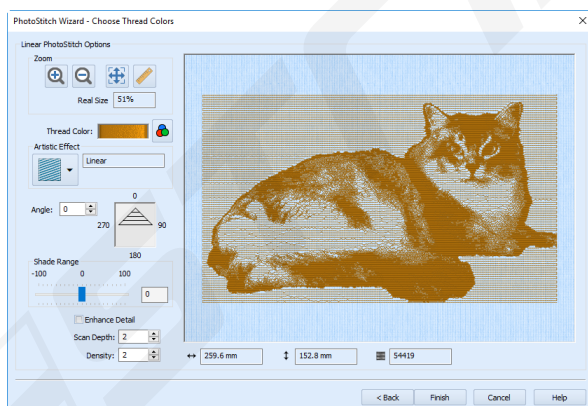 PhotoStitch Wizard - Choose Thread Colors
Linear PhotoStitch Options
Zoom
Real Size 51%
Thread Color:
Artistic Effect
Linear
Angle: 0
0
270 90
180
Shade Range
-100 0 100
0
Enhance Detail
Scan Depth: 2
Density: 2
259.6 mm 152.8 mm 54419
< Back Finish Cancel Help